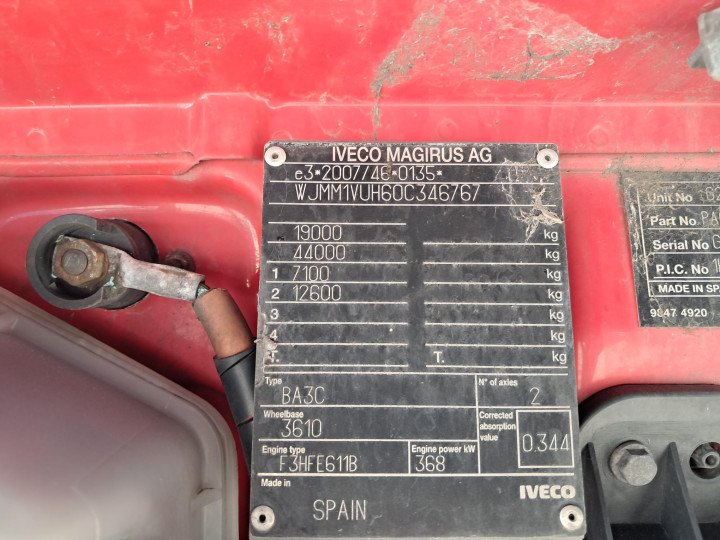 IVECO MAGIRUS AG
e3*2007/46*0135*
WJMM1VUH60C346767
19000 kg
44000 kg
1 7100 kg
2 12600 kg
3 kg
4 kg
T. T. kg
Type N° of axles
BA3C 2
Wheelbase Corrected absorption value
3610 0.344
Engine type Engine power kW
F3HFE611B 368
Made in
SPAIN IVECO
Unit No
Part No
Serial No
P.I.C. No
MADE IN
4920